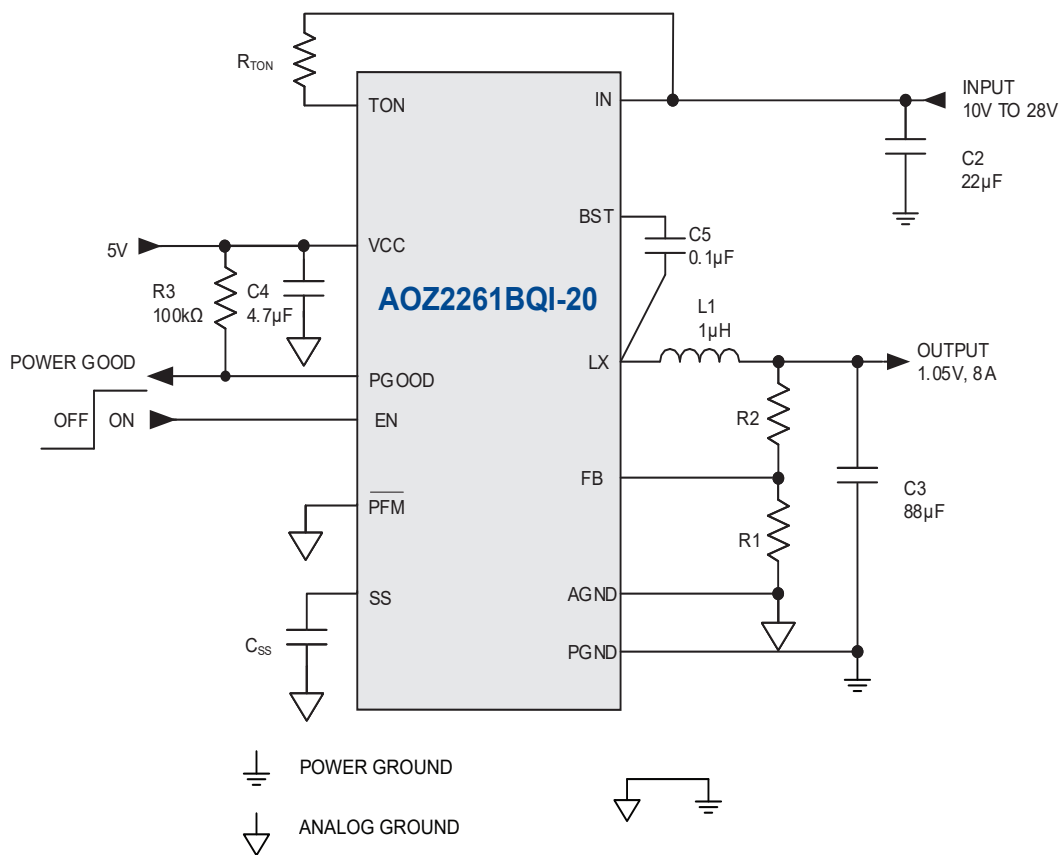 R_TON
TON
IN
INPUT
10V TO 28V
C2
22µF
BST
5V
VCC
C5
0.1µF
R3
100kΩ
C4
4.7µF
AOZ2261BQI-20
L1
1µH
LX
OUTPUT
1.05V, 8A
POWER GOOD
PGOOD
OFF ON
EN
R2
FB
C3
88µF
PFM
R1
SS
AGND
C_SS
PGND
POWER GROUND
ANALOG GROUND